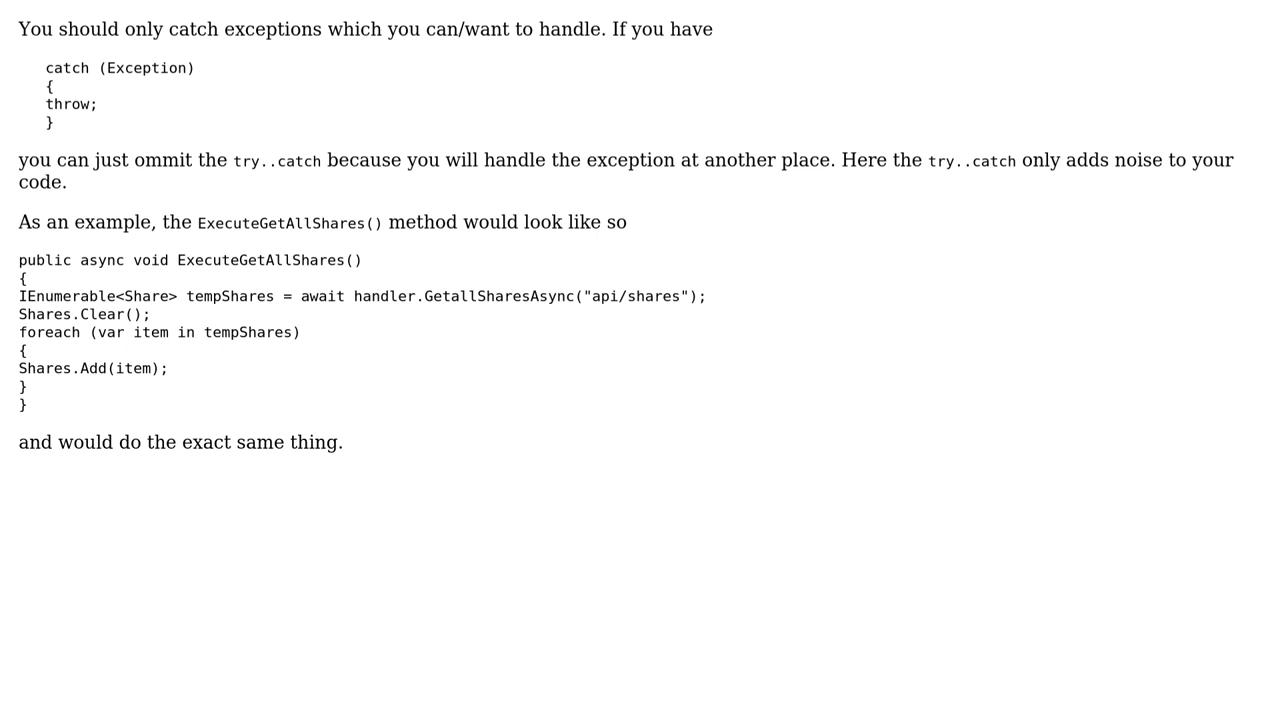 You should only catch exceptions which you can/want to handle. If you have
catch (Exception)
{
throw;
}
you can just ommit the try..catch because you will handle the exception at another place. Here the try..catch only adds noise to your
code.
As an example, the ExecuteGetAllShares() method would look like so
public async void ExecuteGetAllShares()
{
IEnumerable<Share> tempShares = await handler.GetallSharesAsync("api/shares");
Shares.Clear();
foreach (var item in tempShares)
{
Shares.Add(item);
}
}
and would do the exact same thing.